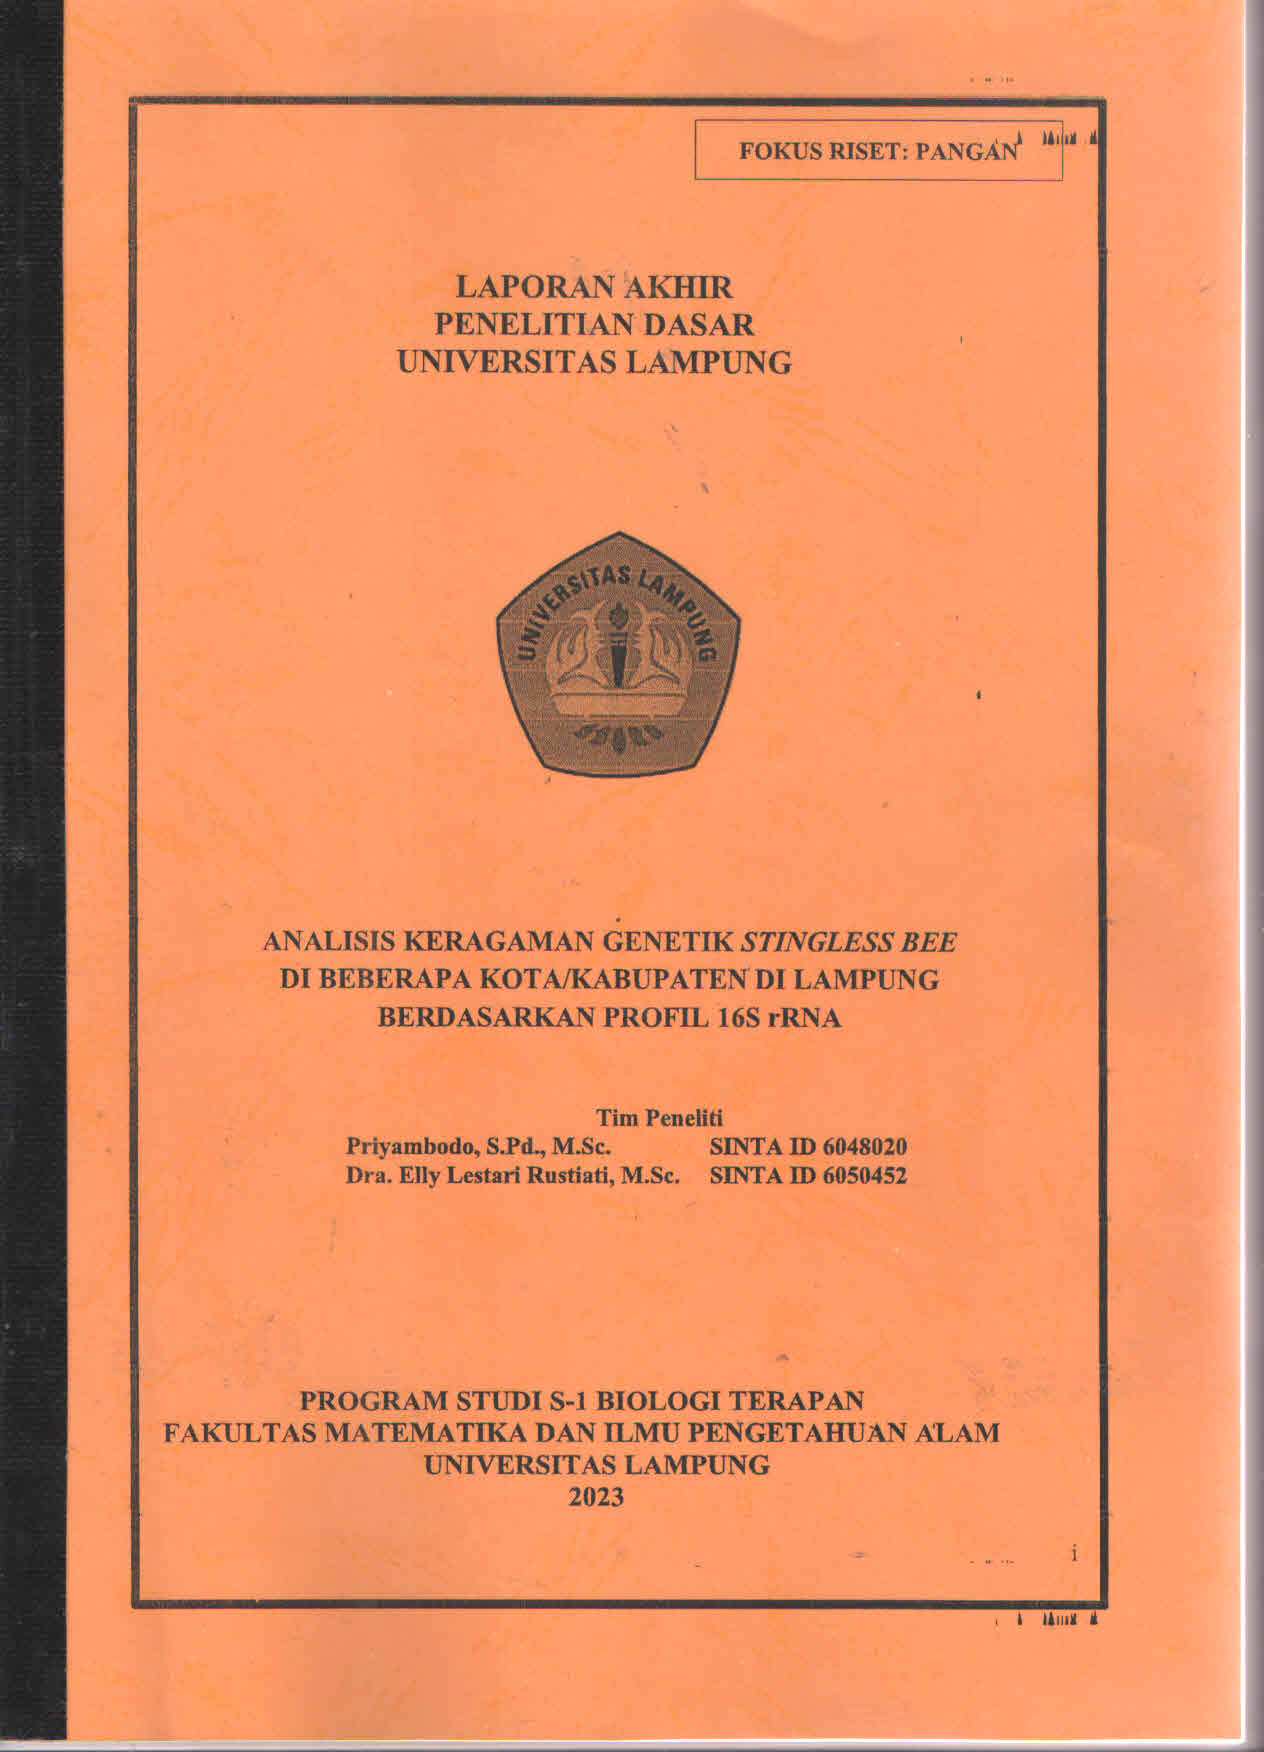 FOKUS RISET: PANGAN
LAPORAN AKHIR
PENELITIAN DASAR
UNIVERSITAS LAMPUNG
UNIVERSITAS LAMPUNG
ANALISIS KERAGAMAN GENETIK STINGLESS BEE
DI BEBERAPA KOTA/KABUPATEN DI LAMPUNG
BERDASARKAN PROFIL 16S rRNA
Tim Peneliti
Priyambodo, S.Pd., M.Sc. SINTA ID 6048020
Dra. Elly Lestari Rustiati, M.Sc. SINTA ID 6050452
PROGRAM STUDI S-1 BIOLOGI TERAPAN
FAKULTAS MATEMATIKA DAN ILMU PENGETAHUAN ALAM
UNIVERSITAS LAMPUNG
2023
i